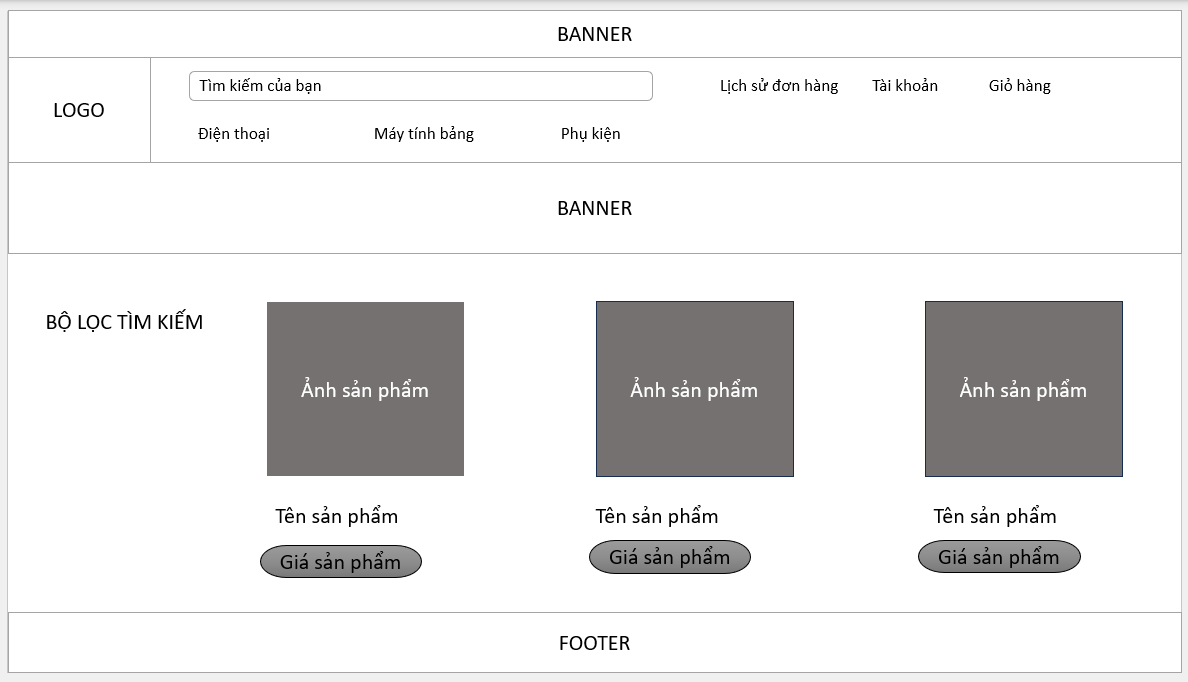 BANNER
LOGO
Tìm kiếm của bạn
Lịch sử đơn hàng
Tài khoản
Giỏ hàng
Điện thoại
Máy tính bảng
Phụ kiện
BANNER
BỘ LỌC TÌM KIẾM
Ảnh sản phẩm
Ảnh sản phẩm
Ảnh sản phẩm
Tên sản phẩm
Tên sản phẩm
Tên sản phẩm
Giá sản phẩm
Giá sản phẩm
Giá sản phẩm
FOOTER